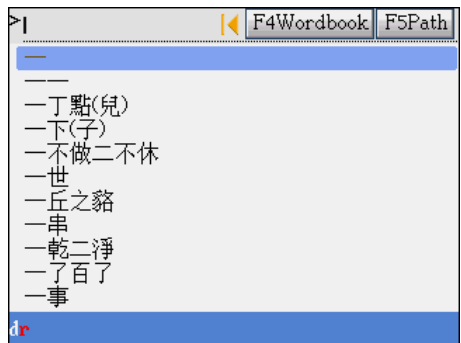 >| F4Wordbook F5Path
一
一一
一丁點(兒)
一下(子)
一不做二不休
一世
一丘之貉
一串
一乾二淨
一了百了
一事
dr